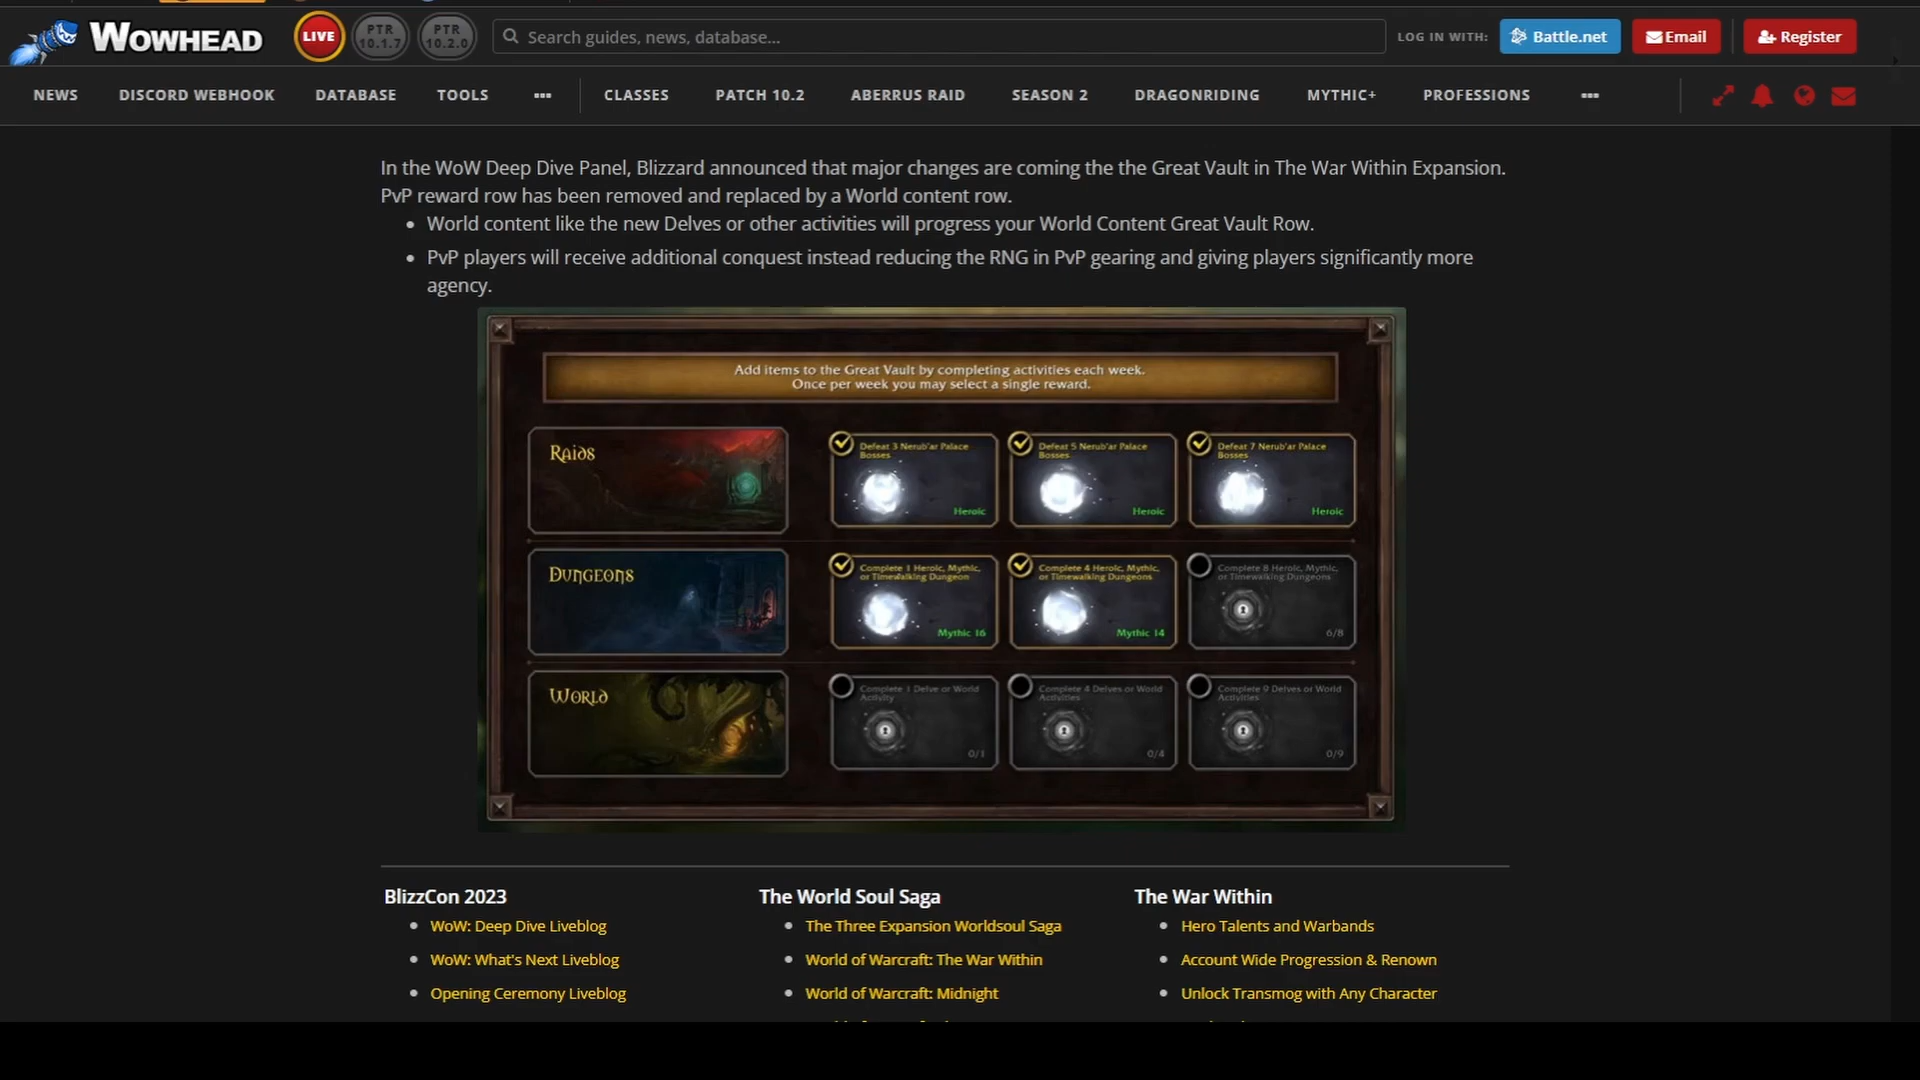 WOWHEAD
LIVE
PTR
10.1.7
PTR
10.2.0
Search guides, news, database...
LOG IN WITH:
Battle.net
Email
Register
NEWS
DISCORD WEBHOOK
DATABASE
TOOLS
CLASSES
PATCH 10.2
ABERRUS RAID
SEASON 2
DRAGONRIDING
MYTHIC+
PROFESSIONS
In the WoW Deep Dive Panel, Blizzard announced that major changes are coming the the Great Vault in The War Within Expansion.
PvP reward row has been removed and replaced by a World content row.
World content like the new Delves or other activities will progress your World Content Great Vault Row.
PvP players will receive additional conquest instead reducing the RNG in PvP gearing and giving players significantly more
agency.
Add items to the Great Vault by completing activities each week.
Once per week you may select a single reward.
Raids
Defeat 3 Nerub'ar Palace
Bosses
Heroic
Defeat 5 Nerub'ar Palace
Bosses
Heroic
Defeat 7 Nerub'ar Palace
Bosses
Heroic
Dungeons
Complete 1 Heroic, Mythic,
or Timewalking Dungeon
Mythic 16
Complete 4 Heroic, Mythic,
or Timewalking Dungeons
Mythic 14
Complete 8 Heroic, Mythic,
or Timewalking Dungeons
6/8
World
Complete 1 Delve or World
Activity
0/1
Complete 4 Delves or World
Activities
0/4
Complete 9 Delves or World
Activities
0/9
BlizzCon 2023
WoW: Deep Dive Liveblog
WoW: What's Next Liveblog
Opening Ceremony Liveblog
The World Soul Saga
The Three Expansion Worldsoul Saga
World of Warcraft: The War Within
World of Warcraft: Midnight
The War Within
Hero Talents and Warbands
Account Wide Progression & Renown
Unlock Transmog with Any Character